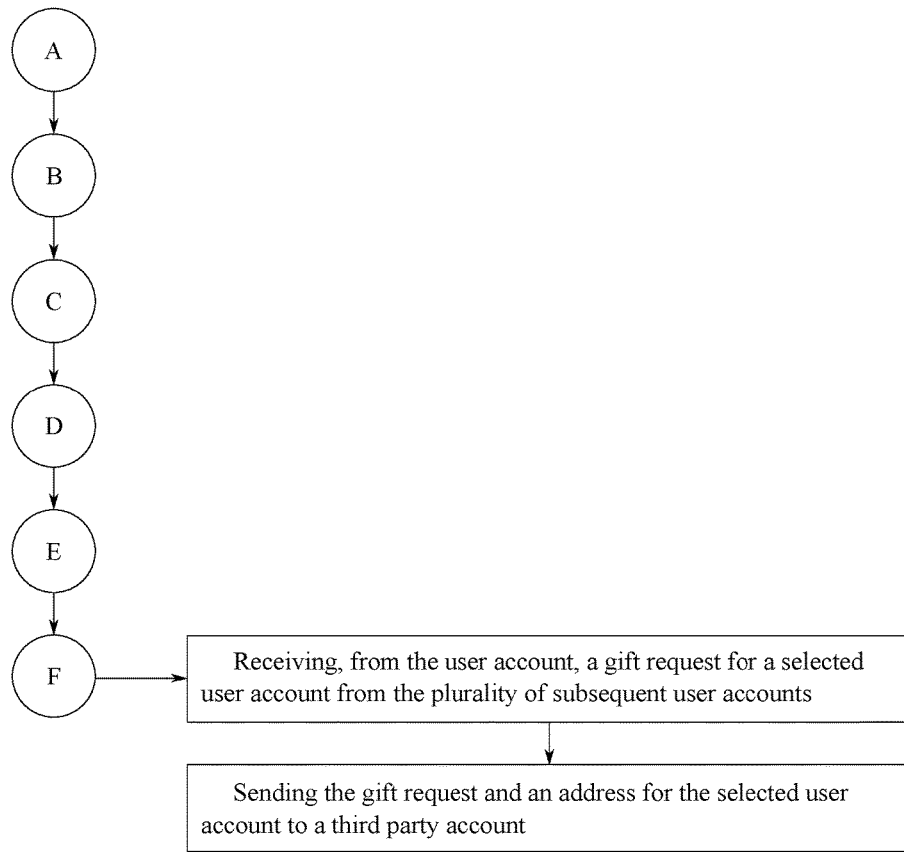 A
B
C
D
E
F
Receiving, from the user account, a gift request for a selected
user account from the plurality of subsequent user accounts
Sending the gift request and an address for the selected user
account to a third party account